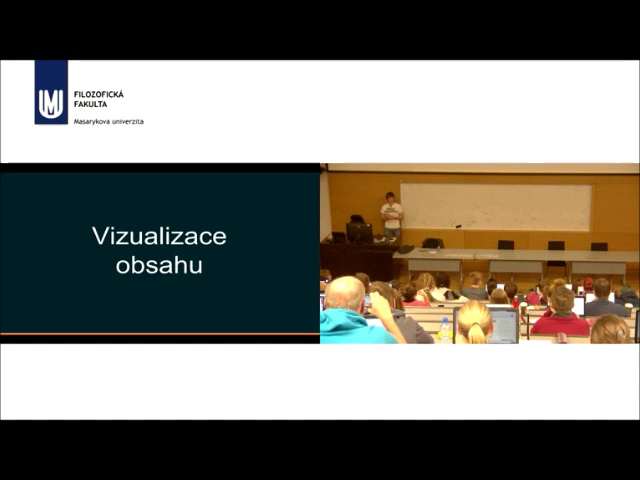 FILOZOFICKÁ
FAKULTA
Masarykova univerzita
Vizualizace
obsahu